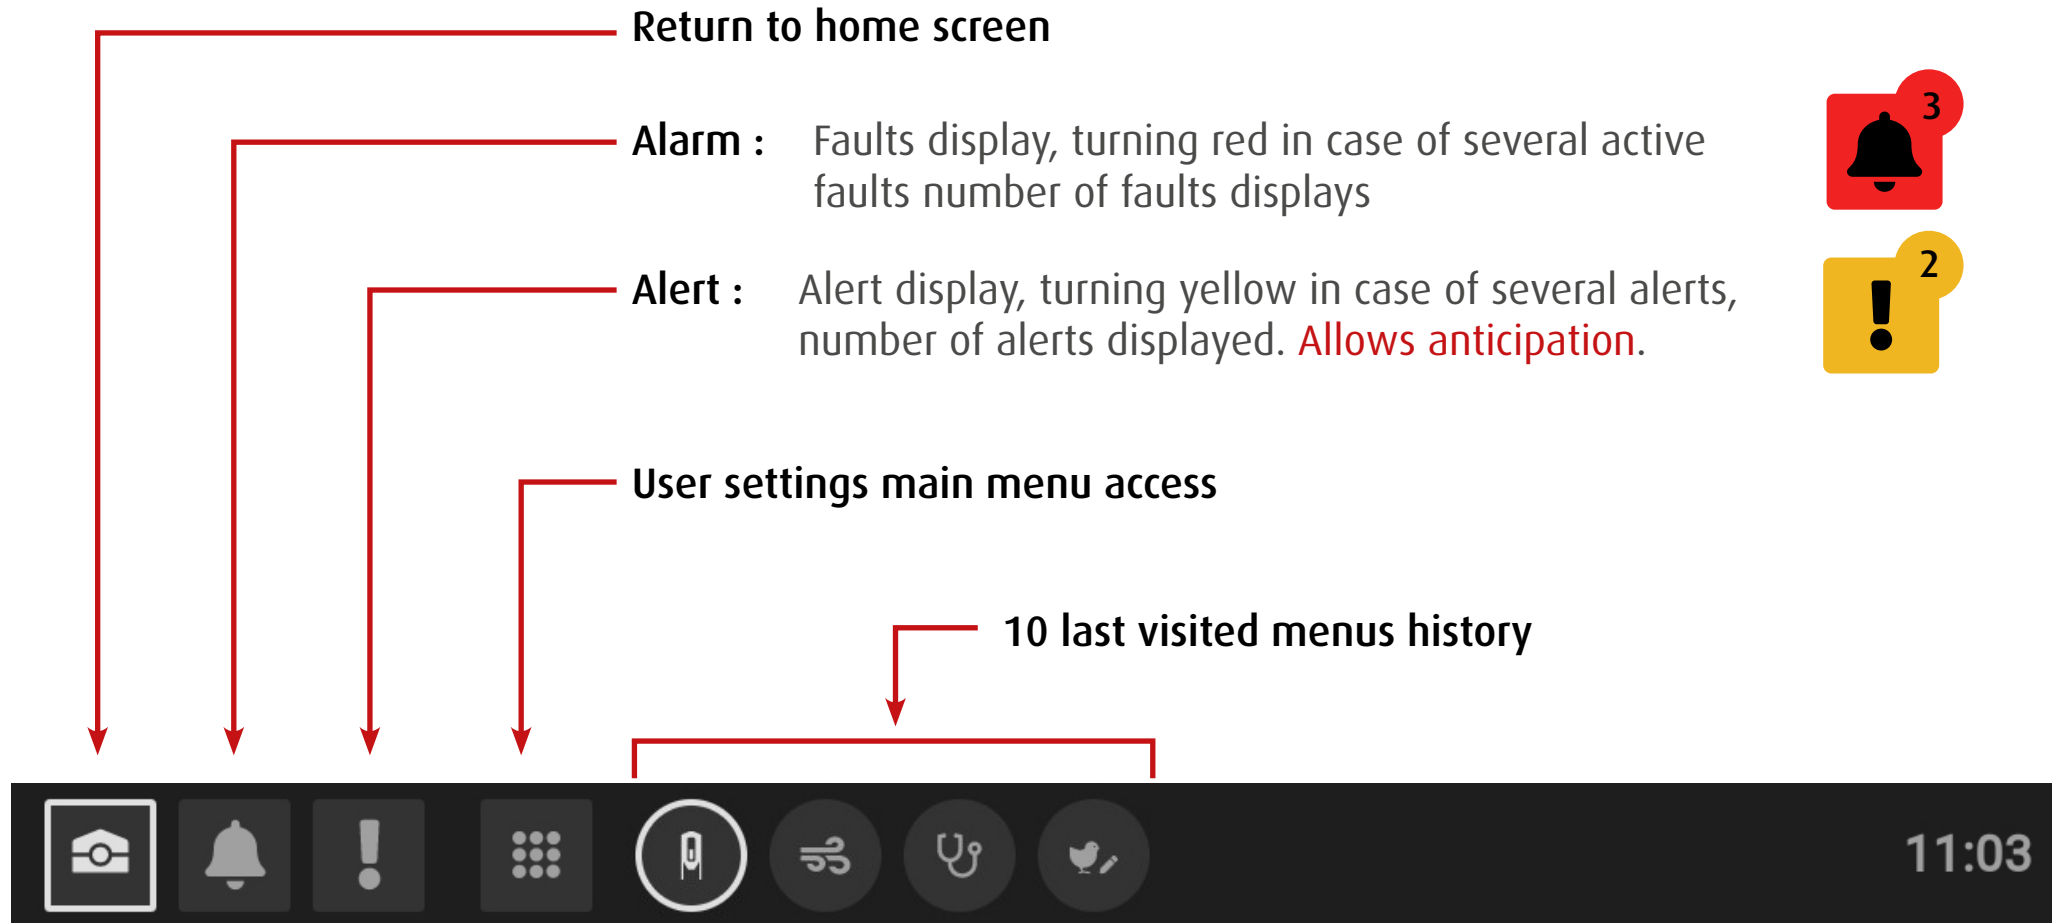 Return to home screen
3
Alarm : Faults display, turning red in case of several active
faults number of faults displays
2
Alert : Alert display, turning yellow in case of several alerts,
number of alerts displayed. Allows anticipation.
User settings main menu access
10 last visited menus history
11:03